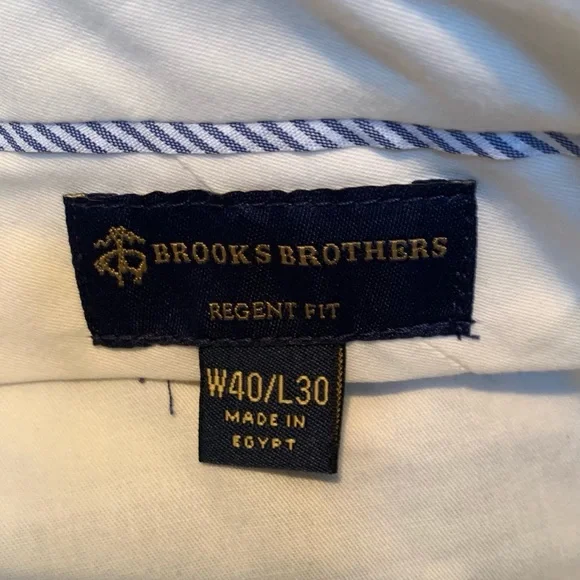 BROOKS BROTHERS
REGENT FIT
W40/L30
MADE IN
EGYPT